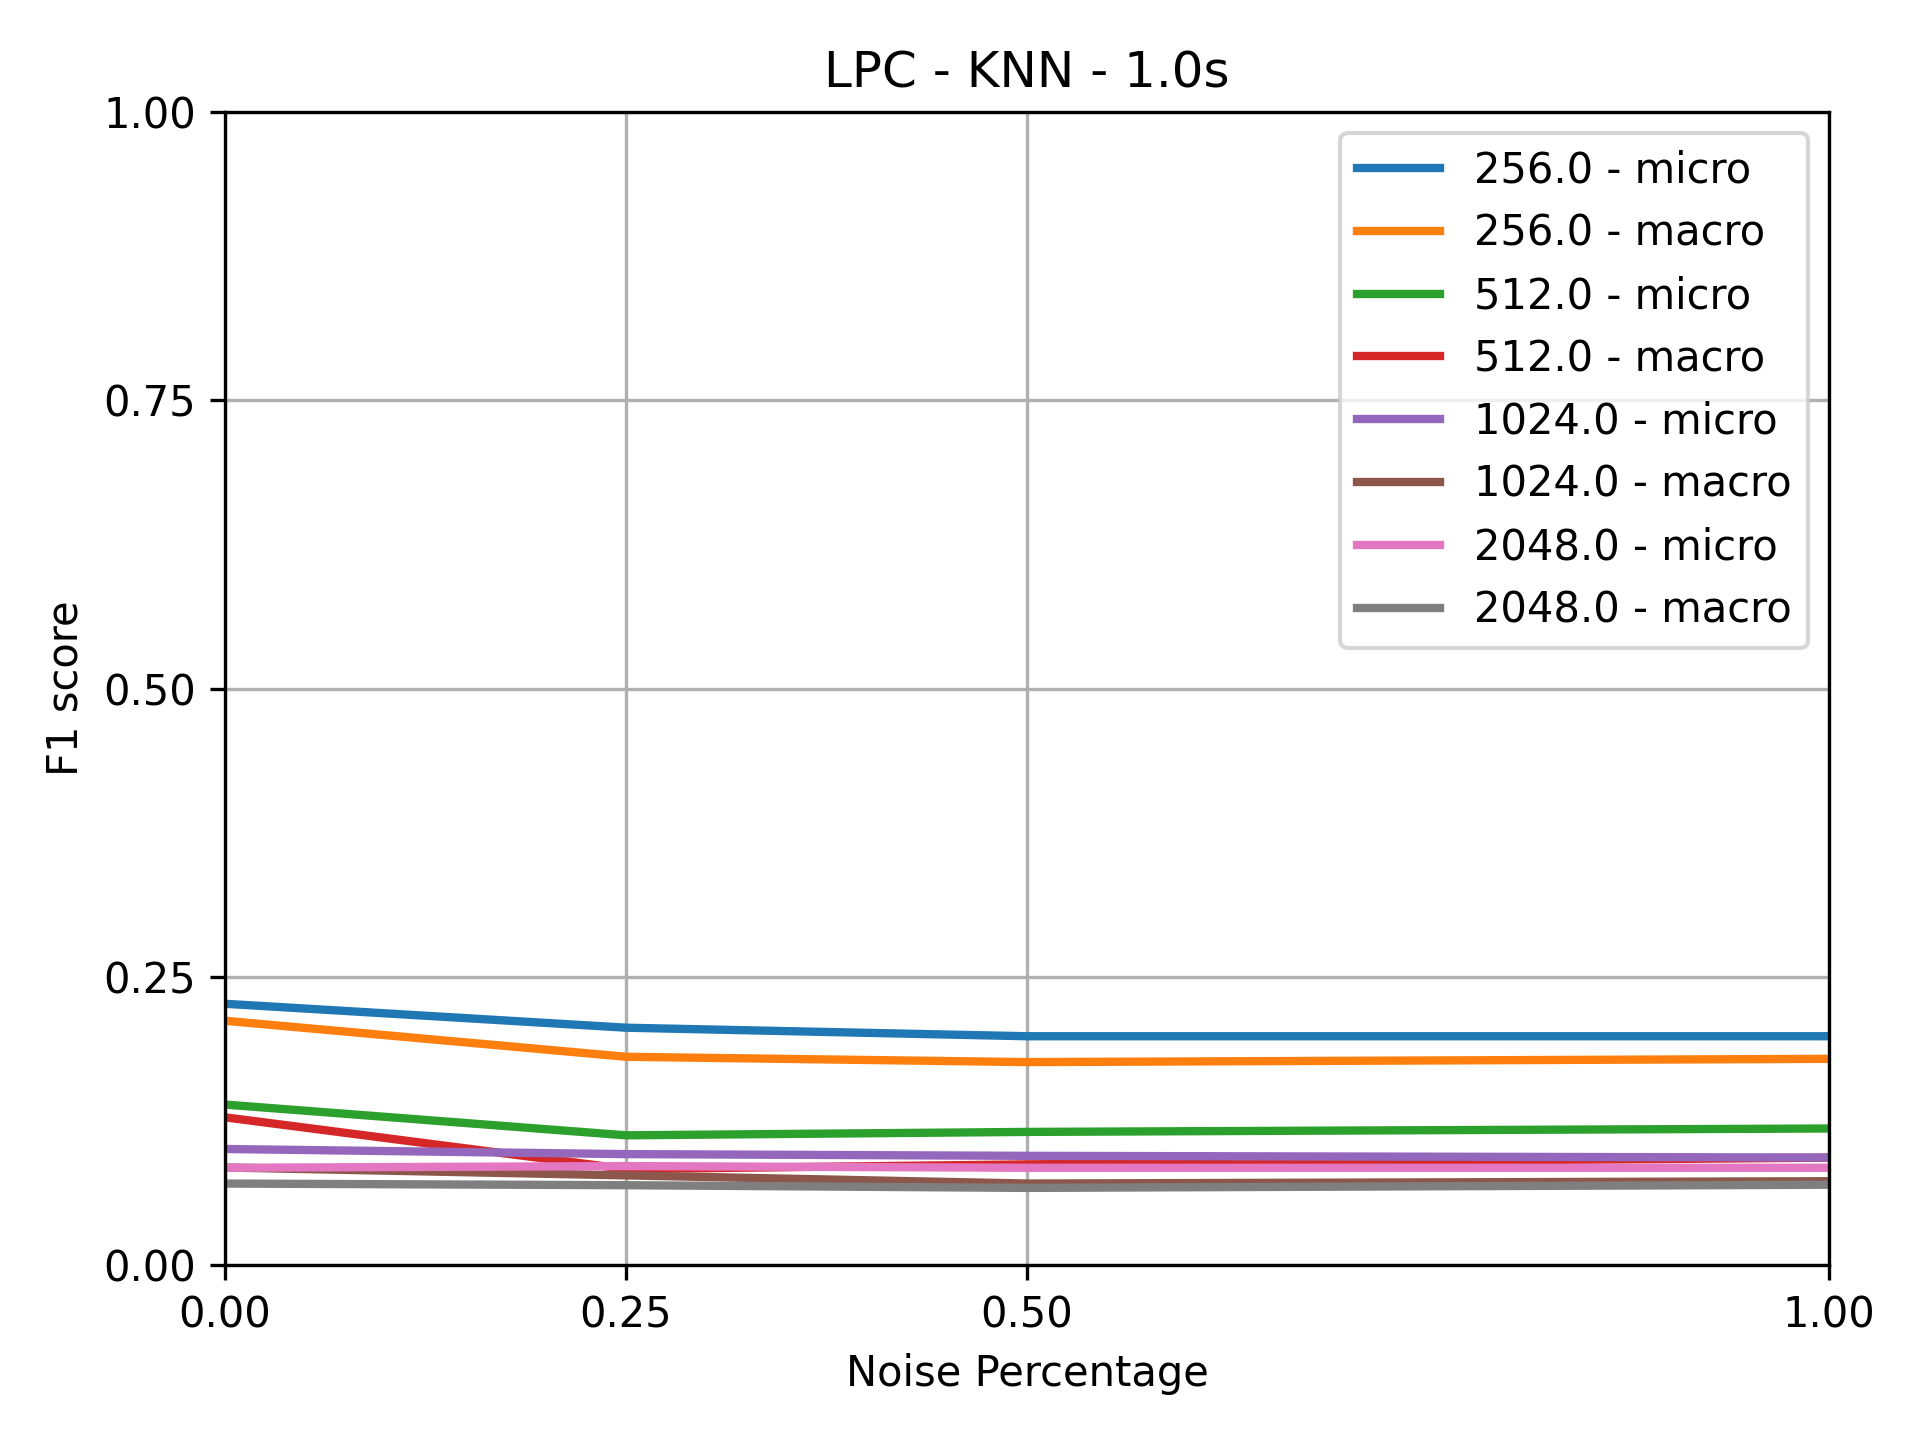 LPC - KNN - 1.0s
1.00
0.75
0.50
0.25
0.00
F1 score
256.0 - micro
256.0 - macro
512.0 - micro
512.0 - macro
1024.0 - micro
1024.0 - macro
2048.0 - micro
2048.0 - macro
0.00 0.25 0.50 1.00
Noise Percentage